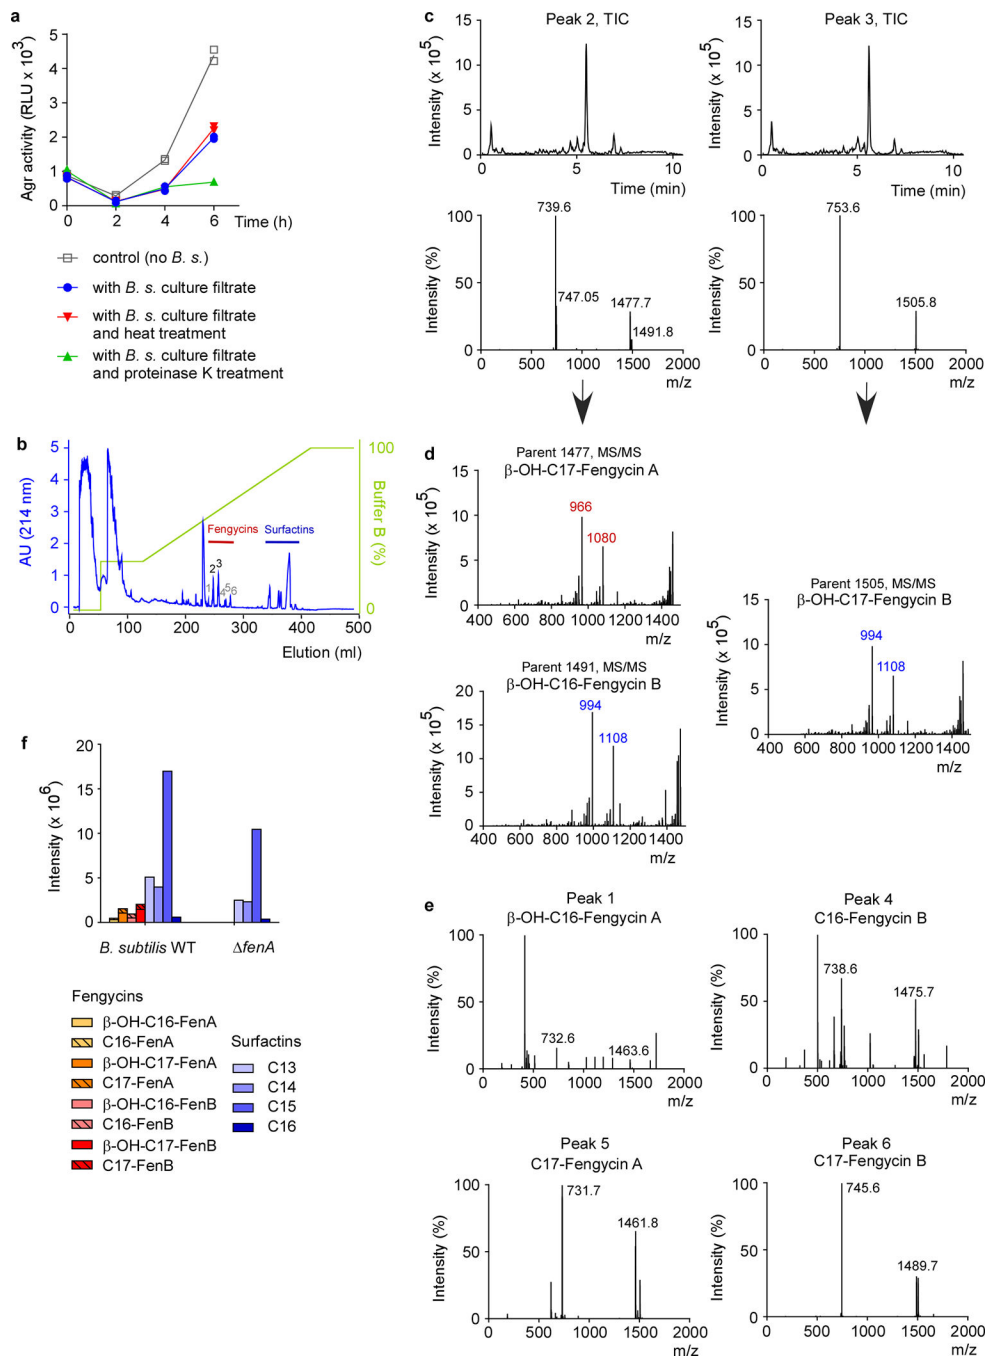 a
Agr activity (RLU x 10³)
5
4
3
2
1
0
0 2 4 6 Time (h)
control (no B. s.)
with B. s. culture filtrate
with B. s. culture filtrate
and heat treatment
with B. s. culture filtrate
and proteinase K treatment
b
AU (214 nm)
5
4
3
2
1
0
Fengycins
Surfactins
1 2 3 4 5 6
100
0
Buffer B (%)
0 100 200 300 400 500
Elution (ml)
f
Intensity (x 10⁶)
20
15
10
5
0
B. subtilis WT
ΔfenA
Fengycins
β-OH-C16-FenA
C16-FenA
β-OH-C17-FenA
C17-FenA
β-OH-C16-FenB
C16-FenB
β-OH-C17-FenB
C17-FenB
Surfactins
C13
C14
C15
C16
c
Peak 2, TIC
Intensity (x 10⁵)
15
10
5
0
0 5 10
Time (min)
Peak 3, TIC
Intensity (x 10⁵)
15
10
5
0
0 5 10
Time (min)
Intensity (%)
100
50
0
739.6
747.05
1477.7
1491.8
0 500 1000 1500 2000
m/z
Intensity (%)
100
50
0
753.6
1505.8
0 500 1000 1500 2000
m/z
d
Parent 1477, MS/MS
β-OH-C17-Fengycin A
Intensity (x 10⁵)
15
10
5
0
966
1080
400 600 800 1000 1200 1400
m/z
Parent 1491, MS/MS
β-OH-C16-Fengycin B
Intensity (x 10⁵)
20
15
10
5
0
994
1108
400 600 800 1000 1200 1400
m/z
Parent 1505, MS/MS
β-OH-C17-Fengycin B
Intensity (x 10⁵)
15
10
5
0
994
1108
400 600 800 1000 1200 1400
m/z
e
Peak 1
β-OH-C16-Fengycin A
Intensity (%)
100
50
0
732.6
1463.6
0 500 1000 1500 2000
m/z
Peak 4
C16-Fengycin B
Intensity (%)
100
50
0
738.6
1475.7
0 500 1000 1500 2000
m/z
Peak 5
C17-Fengycin A
Intensity (%)
100
50
0
731.7
1461.8
0 500 1000 1500 2000
m/z
Peak 6
C17-Fengycin B
Intensity (%)
100
50
0
745.6
1489.7
0 500 1000 1500 2000
m/z